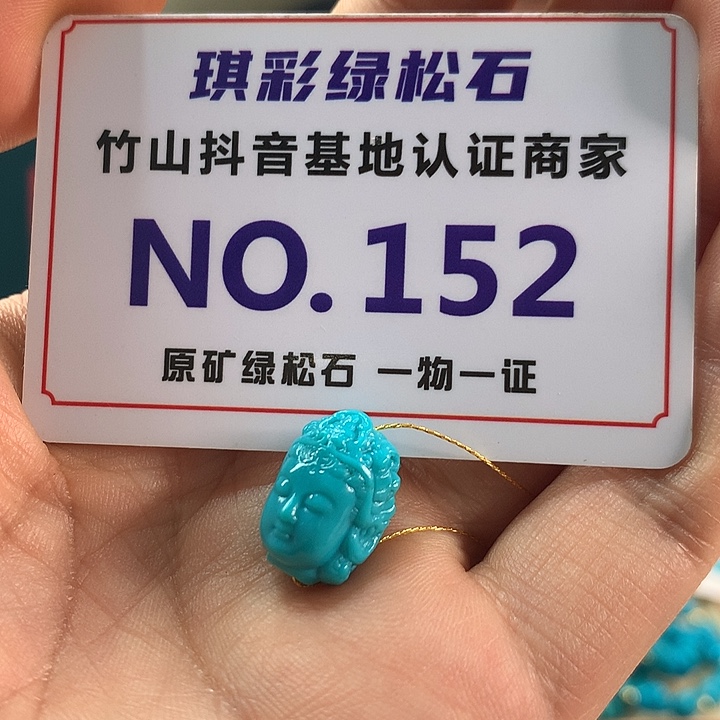 琪彩绿松石
竹山抖音基地认证商家
NO.152
原矿绿松石 一物一证